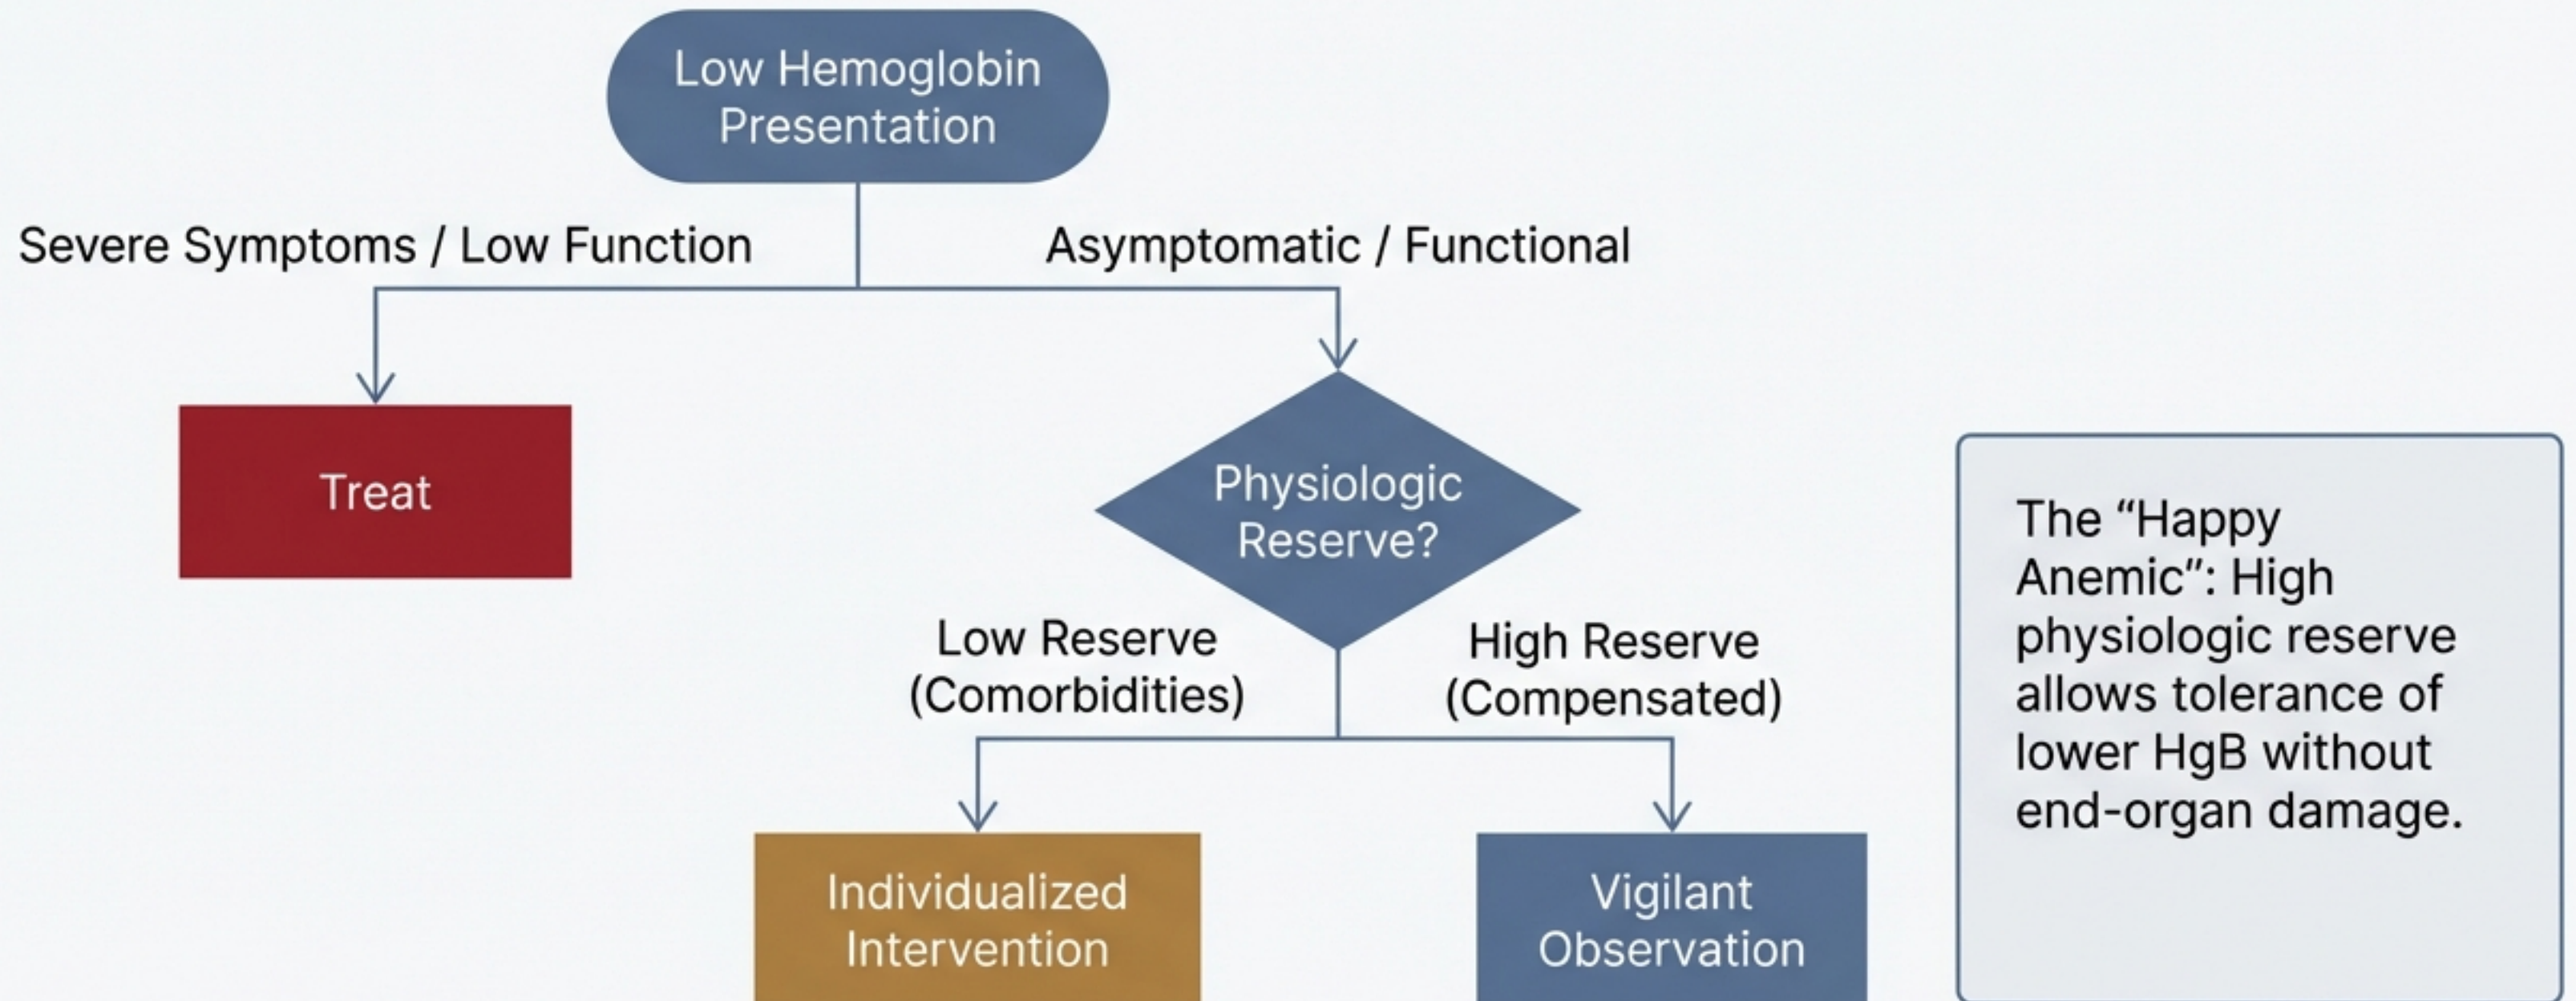 Low Hemoglobin
Presentation
Severe Symptoms / Low Function
Asymptomatic / Functional
Treat
Physiologic
Reserve?
Low Reserve
(Comorbidities)
High Reserve
(Compensated)
Individualized
Intervention
Vigilant
Observation
The “Happy
Anemic”: High
physiologic reserve
allows tolerance of
lower HgB without
end-organ damage.